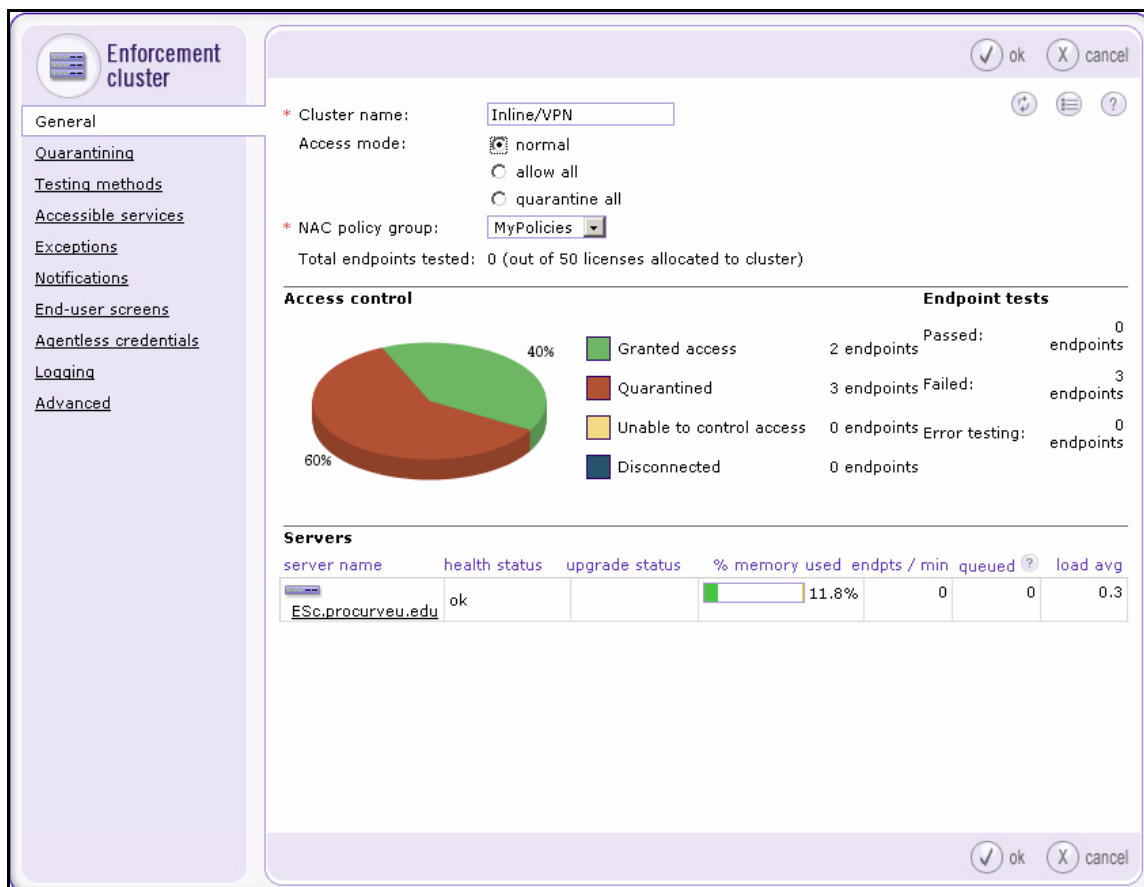 Enforcement
cluster
ok
cancel
General
Quarantining
Testing methods
Accessible services
Exceptions
Notifications
End-user screens
Agentless credentials
Logging
Advanced
* Cluster name:
Inline/VPN
?
Access mode:
normal
allow all
quarantine all
* NAC policy group:
MyPolicies
Total endpoints tested: 0 (out of 50 licenses allocated to cluster)
Access control
40%
60%
Granted access 2 endpoints
Quarantined 3 endpoints
Unable to control access 0 endpoints
Disconnected 0 endpoints
Endpoint tests
Passed: 0 endpoints
Failed: 3 endpoints
Error testing: 0 endpoints
Servers
server name health status upgrade status % memory used endpts / min queued ? load avg
ESc.procurveu.edu ok 11.8% 0 0 0.3
X ok
cancel